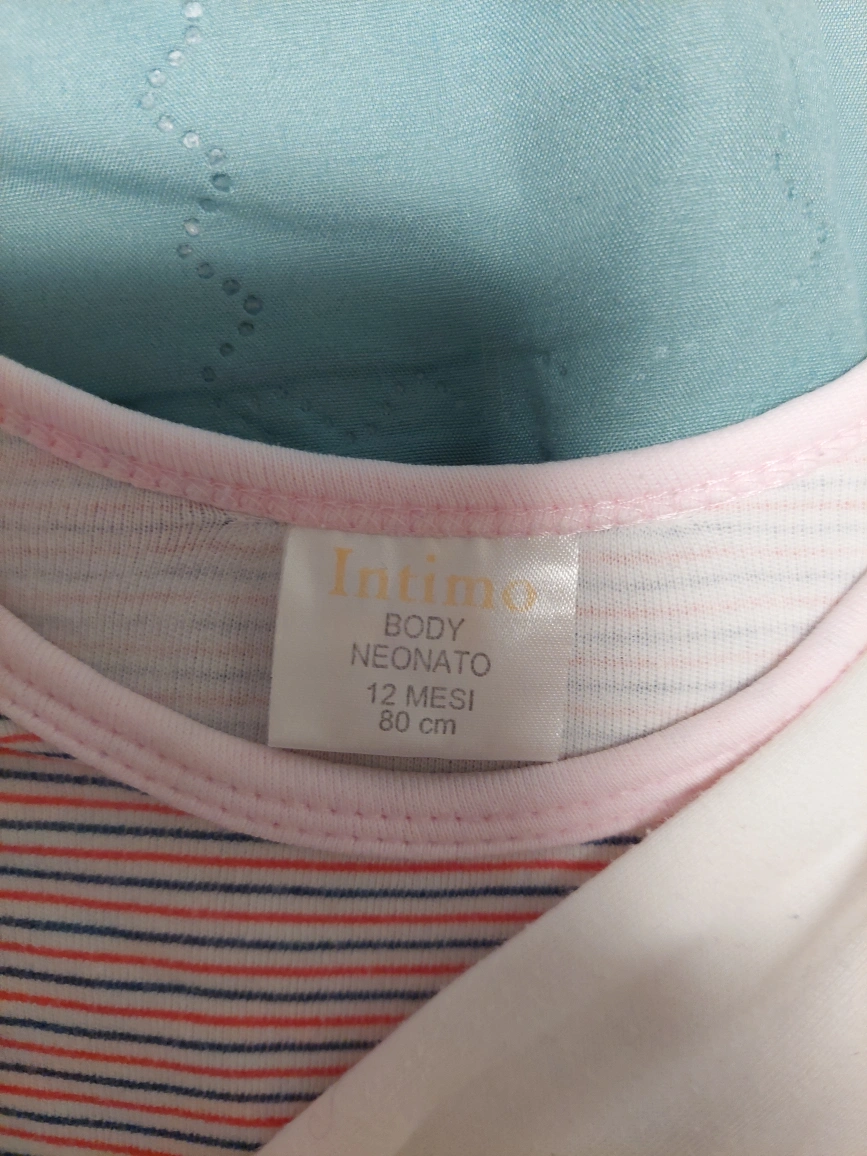 Intimo
BODY
NEONATO
12 MESI
80 cm